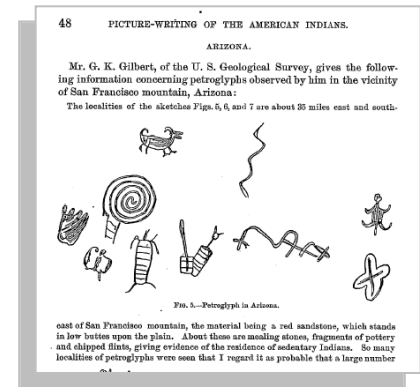 48 PICTURE-WRITING OF THE AMERICAN INDIANS.
ARIZONA.
Mr. G. K. Gilbert, of the U. S. Geological Survey, gives the follow-
ing information concerning petroglyphs observed by him in the vicinity
of San Francisco mountain, Arizona:
The localities of the sketches Figs. 5, 6, and 7 are about 35 miles east and south-
FIG. 5.—Petroglyph in Arizona.
east of San Francisco mountain, the material being a red sandstone, which stands
in low buttes upon the plain. About these are mealing stones, fragments of pottery
and chipped flints, giving evidence of the residence of sedentary Indians. So many
localities of petroglyphs were seen that I regard it as probable that a large number